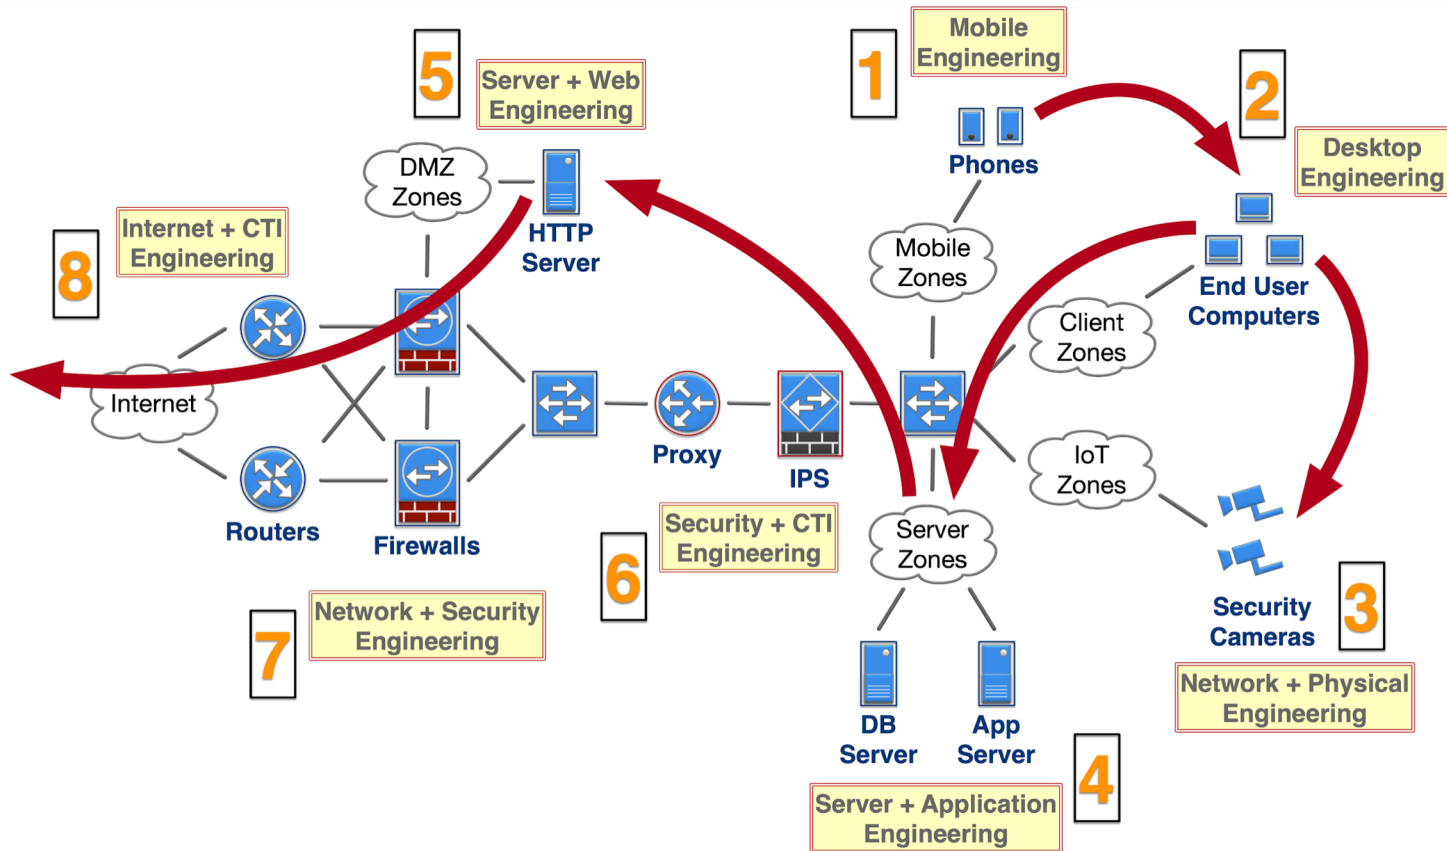 5
Server + Web
Engineering
1
Mobile
Engineering
2
Desktop
Engineering
DMZ
Zones
HTTP
Server
Phones
8
Internet + CTI
Engineering
Mobile
Zones
End User
Computers
Client
Zones
Internet
Proxy
IPS
IoT
Zones
Routers
Firewalls
6
Security + CTI
Engineering
Server
Zones
Security
Cameras
3
7
Network + Security
Engineering
Network + Physical
Engineering
DB
Server
App
Server
4
Server + Application
Engineering